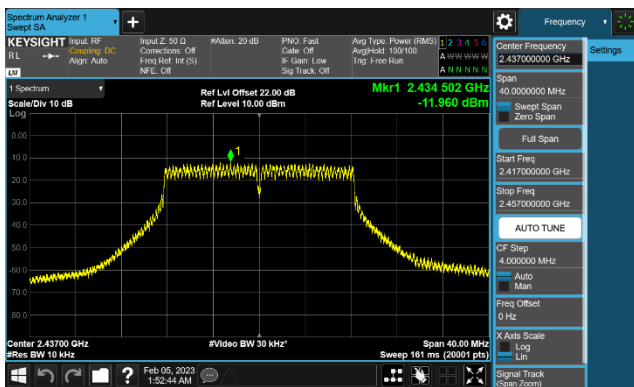 Spectrum Analyzer 1
Swept SA
Frequency
KEYSIGHT
RL
LXI
Input: RF
Coupling: DC
Align: Auto
Input Z: 50 Ω
Corrections: Off
Freq Ref: Int (S)
NFE: Off
#Atten: 20 dB
PNO: Fast
Gate: Off
IF Gain: Low
Sig Track: Off
Avg Type: Power (RMS)
Avg|Hold: 100/100
Trig: Free Run
1 2 3 4 5 6
A W W W W W
A N N N N N
1 Spectrum
Scale/Div 10 dB
Log
Ref Lvl Offset 22.00 dB
Ref Level 10.00 dBm
Mkr1 2.434 502 GHz
-11.960 dBm
1
0.00
-10.0
-20.0
-30.0
-40.0
-50.0
-60.0
-70.0
-80.0
Center 2.43700 GHz
#Res BW 10 kHz
#Video BW 30 kHz*
Span 40.00 MHz
Sweep 161 ms (20001 pts)
Feb 05, 2023
1:52:44 AM
Center Frequency
2.437000000 GHz
Span
40.0000000 MHz
Swept Span
Zero Span
Full Span
Start Freq
2.417000000 GHz
Stop Freq
2.457000000 GHz
AUTO TUNE
CF Step
4.000000 MHz
Auto
Man
Freq Offset
0 Hz
X Axis Scale
Log
Lin
Signal Track
(Span Zoom)
Settings